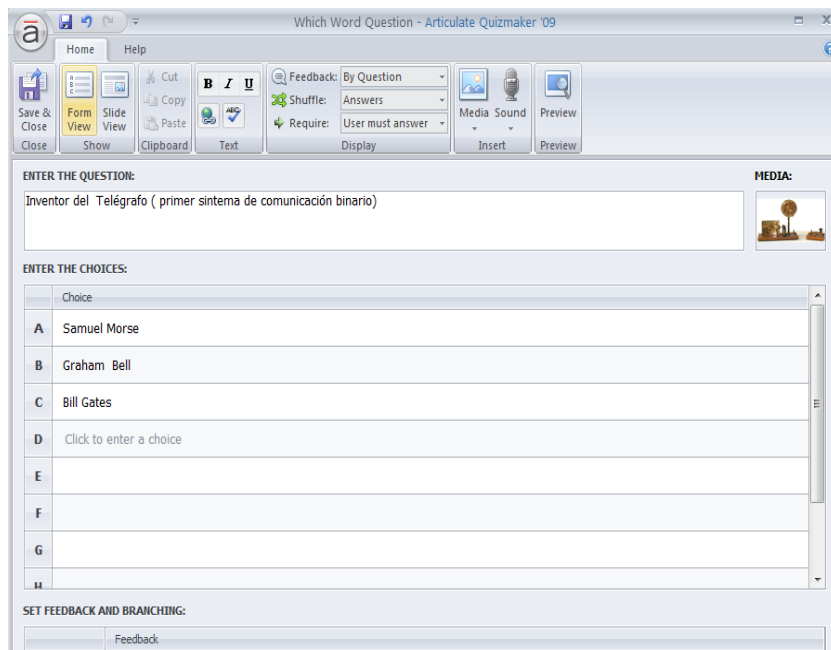 Which Word Question - Articulate Quizmaker '09
Home Help
Save & Close
Form View
Slide View
Cut
Copy
Paste
B I U
ABC
Feedback: By Question
Shuffle: Answers
Require: User must answer
Media Sound
Preview
Close Show Clipboard Text Display Insert Preview
ENTER THE QUESTION: MEDIA:
Inventor del Telégrafo ( primer sintema de comunicación binario)
ENTER THE CHOICES:
Choice
A Samuel Morse
B Graham Bell
C Bill Gates
D Click to enter a choice
E
F
G
H
SET FEEDBACK AND BRANCHING:
Feedback